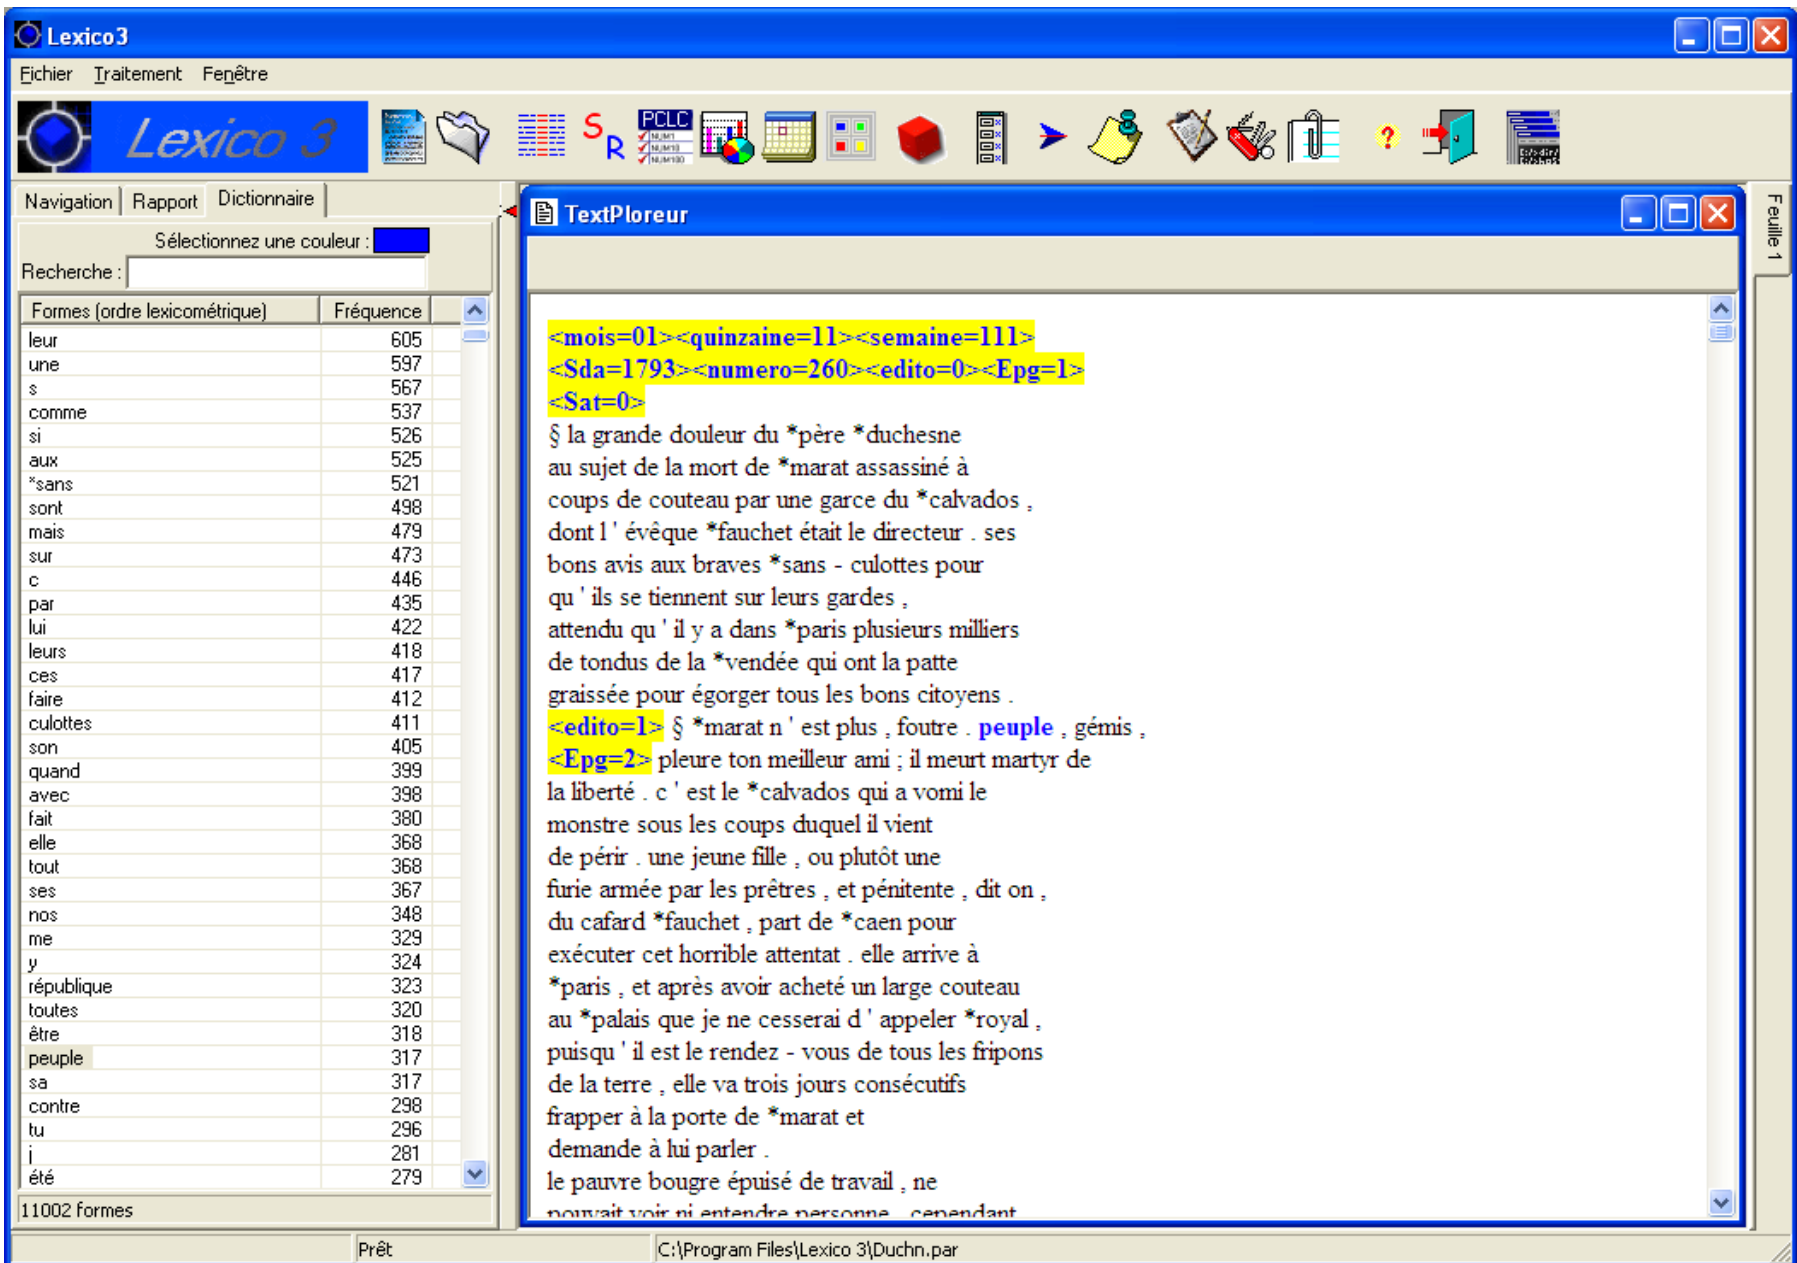 Lexico3
Fichier Traitement Fenêtre
Lexico 3
S
R
PCLC
NUM1
NUM10
NUM100
?
Navigation Rapport Dictionnaire
Sélectionnez une couleur :
Recherche :
Formes (ordre lexicométrique) Fréquence
leur 605
une 597
s 567
comme 537
si 526
aux 525
*sans 521
sont 498
mais 479
sur 473
c 446
par 435
lui 422
leurs 418
ces 417
faire 412
culottes 411
son 405
quand 399
avec 398
fait 380
elle 368
tout 368
ses 367
nos 348
me 329
y 324
république 323
toutes 320
être 318
peuple 317
sa 317
contre 298
tu 296
j 281
été 279
11002 formes
TextPloreur
<mois=01><quinzaine=11><semaine=111>
<Sda=1793><numero=260><edito=0><Epg=1>
<Sat=0>
§ la grande douleur du *père *duchesne
au sujet de la mort de *marat assassiné à
coups de couteau par une garce du *calvados ,
dont l ' évêque *fauchet était le directeur . ses
bons avis aux braves *sans - culottes pour
qu ' ils se tiennent sur leurs gardes ,
attendu qu ' il y a dans *paris plusieurs milliers
de tondus de la *vendée qui ont la patte
graissée pour égorger tous les bons citoyens .
<edito=1> § *marat n ' est plus , foutre . peuple , gémis ,
<Epg=2> pleure ton meilleur ami ; il meurt martyr de
la liberté . c ' est le *calvados qui a vomi le
monstre sous les coups duquel il vient
de périr . une jeune fille , ou plutôt une
furie armée par les prêtres , et pénitente , dit on ,
du cafard *fauchet , part de *caen pour
exécuter cet horrible attentat . elle arrive à
*paris , et après avoir acheté un large couteau
au *palais que je ne cesserai d ' appeler *royal ,
puisqu ' il est le rendez - vous de tous les fripons
de la terre , elle va trois jours consécutifs
frapper à la porte de *marat et
demande à lui parler .
le pauvre bougre épuisé de travail , ne
pouvait voir ni entendre personne . cependant
Feuille 1
Prêt
C:\Program Files\Lexico 3\Duchn.par